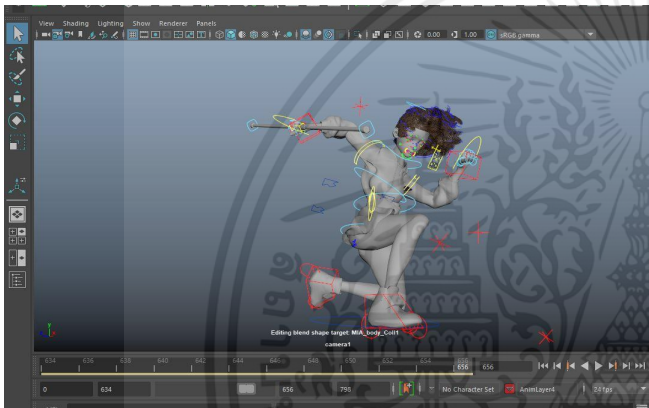 View Shading Lighting Show Renderer Panels
0.00 1.00 sRGB gamma
Editing blend shape target: MIA_body_Coll1
camera1
634 636 638 640 642 644 646 648 650 652 654 656 656
0 634 656 798 No Character Set AnimLayer4 24 fps